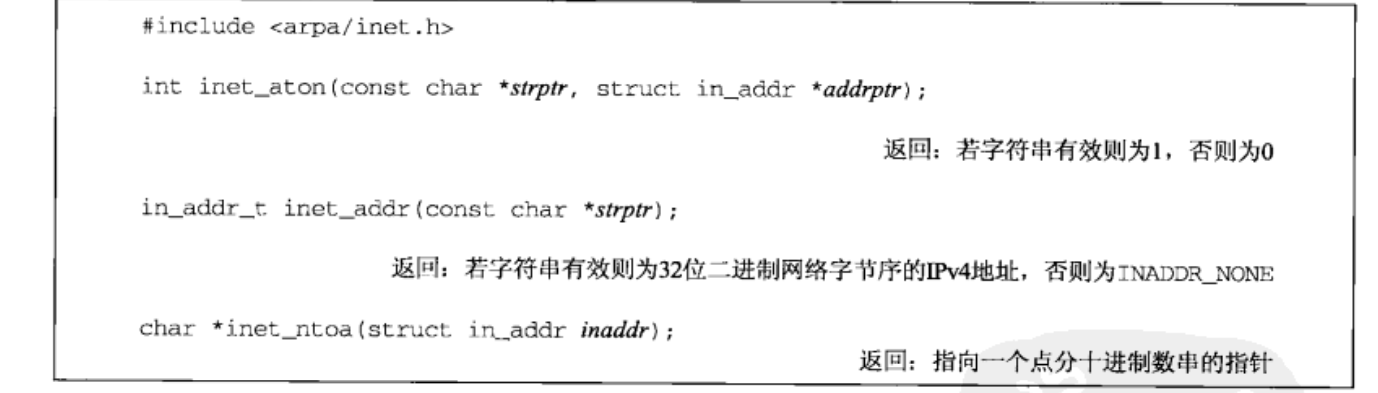 #include <arpa/inet.h>
int inet_aton(const char *strptr, struct in_addr *addrptr);
返回：若字符串有效则为1，否则为0
in_addr_t inet_addr(const char *strptr);
返回：若字符串有效则为32位二进制网络字节序的IPv4地址，否则为INADDR_NONE
char *inet_ntoa(struct in_addr inaddr);
返回：指向一个点分十进制数串的指针